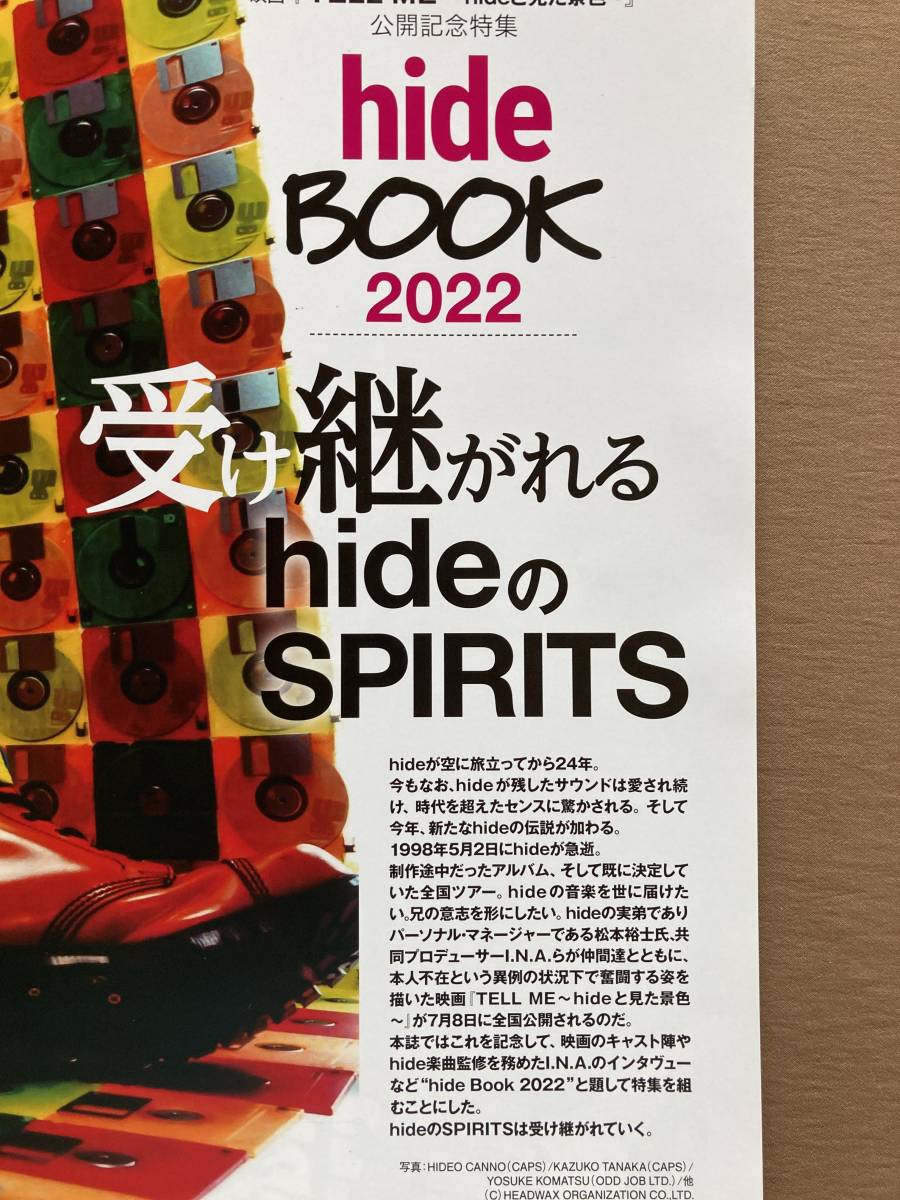 映画『TELL ME～hideと見た景色～』
公開記念特集
hide
BOOK
2022
受け継がれる
hideの
SPIRITS
hideが空に旅立ってから24年。
今もなお、hideが残したサウンドは愛され続
け、時代を超えたセンスに驚かされる。そして
今年、新たなhideの伝説が加わる。
1998年5月2日にhideが急逝。
制作途中だったアルバム、そして既に決定して
いた全国ツアー。hideの音楽を世に届けた
い。兄の意志を形にしたい。hideの実弟であり
パーソナル・マネージャーである松本裕士氏、共
同プロデューサーI.N.A.らが仲間達とともに、
本人不在という異例の状況下で奮闘する姿を
描いた映画『TELL ME～hideと見た景色
～』が7月8日に全国公開されるのだ。
本誌ではこれを記念して、映画のキャスト陣や
hide楽曲監修を務めたI.N.A.のインタヴュー
など“hide Book 2022”と題して特集を組
むことにした。
hideのSPIRITSは受け継がれていく。
写真：HIDEO CANNO（CAPS）/KAZUKO TANAKA（CAPS）/
YOSUKE KOMATSU（ODD JOB LTD.）/他
（C）HEADWAX ORGANIZATION CO.,LTD.